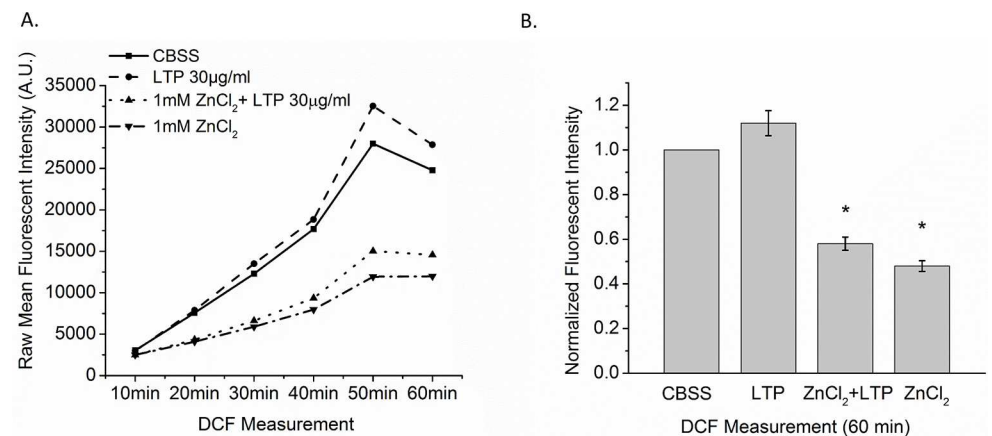 A.
CBSS
LTP 30µg/ml
1mM ZnCl₂+ LTP 30µg/ml
1mM ZnCl₂
Raw Mean Fluorescent Intensity (A.U.)
35000
30000
25000
20000
15000
10000
5000
0
10min 20min 30min 40min 50min 60min
DCF Measurement
B.
Normalized Fluorescent Intensity
1.2
1.0
0.8
0.6
0.4
0.2
0.0
*
*
CBSS LTP ZnCl₂+LTP ZnCl₂
DCF Measurement (60 min)